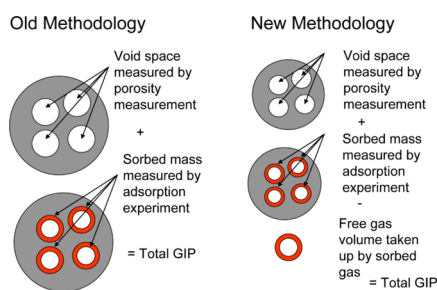 Old Methodology
Void space
measured by
porosity
measurement
+
Sorbed mass
measured by
adsorption
experiment
= Total GIP
New Methodology
Void space
measured by
porosity
measurement
+
Sorbed mass
measured by
adsorption
experiment
-
Free gas
volume taken
up by sorbed
gas
= Total GIP